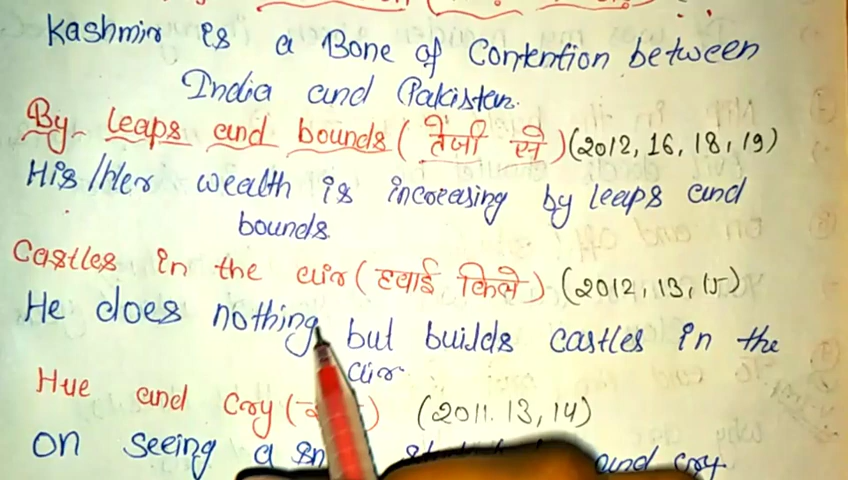 Kashmir is a Bone of Contention between
India and Pakistan.
By leaps and bounds (तेजी से) (2012, 16, 18, 19)
His/Her wealth is increasing by leaps and
bounds.
Castles in the air (हवाई किले) (2012, 13, 15)
He does nothing but builds castles in the
air
Hue and cry ( ) (2011. 13, 14)
on seeing a and cry